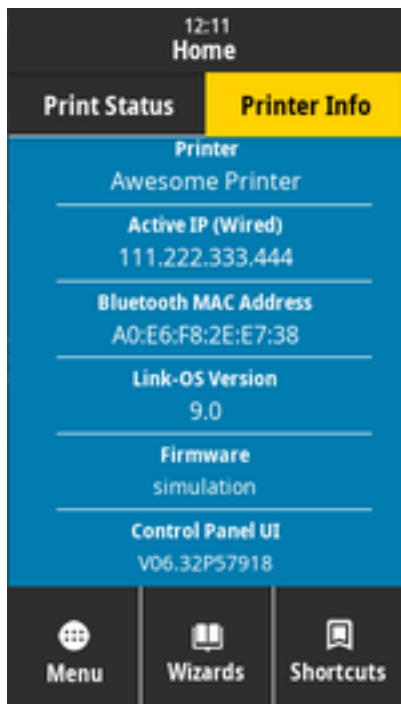 12:11
Home
Print Status
Printer Info
Printer
Awesome Printer
Active IP (Wired)
111.222.333.444
Bluetooth MAC Address
A0:E6:F8:2E:E7:38
Link-OS Version
9.0
Firmware
simulation
Control Panel UI
V06.32P57918
Menu
Wizards
Shortcuts